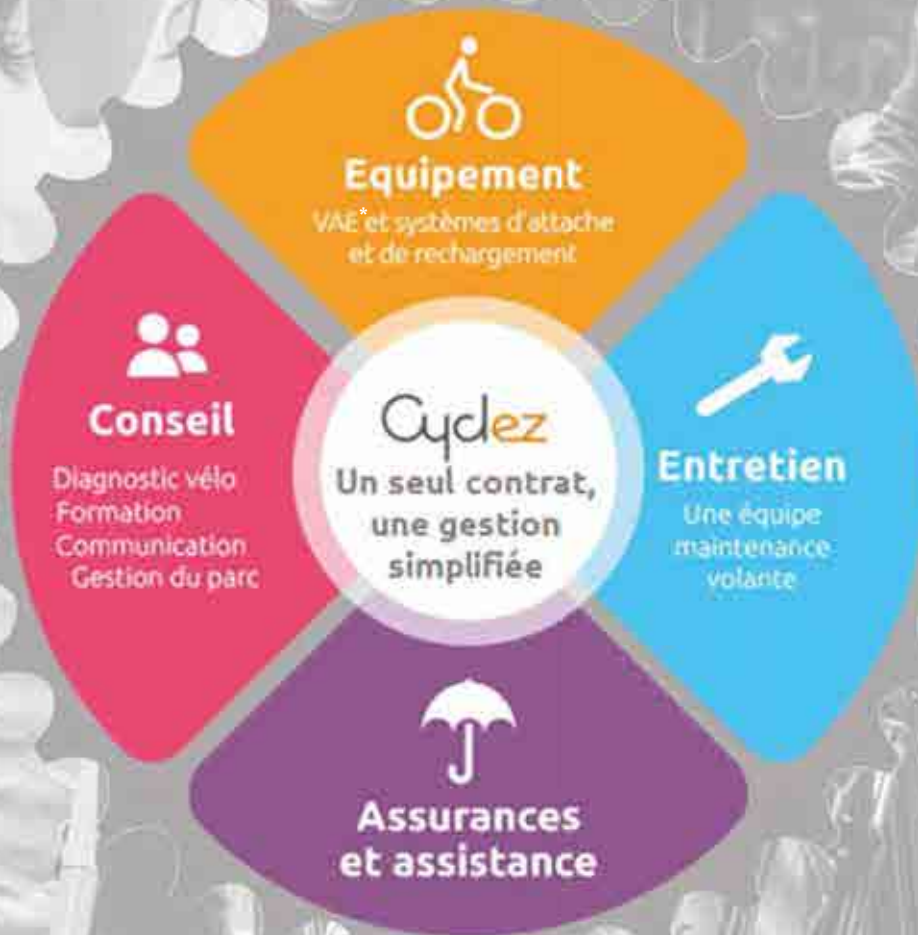 Equipement
VAE* et systèmes d'attache
et de rechargement
Conseil
Diagnostic vélo
Formation
Communication
Gestion du parc
Cyclez
Un seul contrat,
une gestion
simplifiée
Entretien
Une équipe
maintenance
volante
Assurances
et assistance